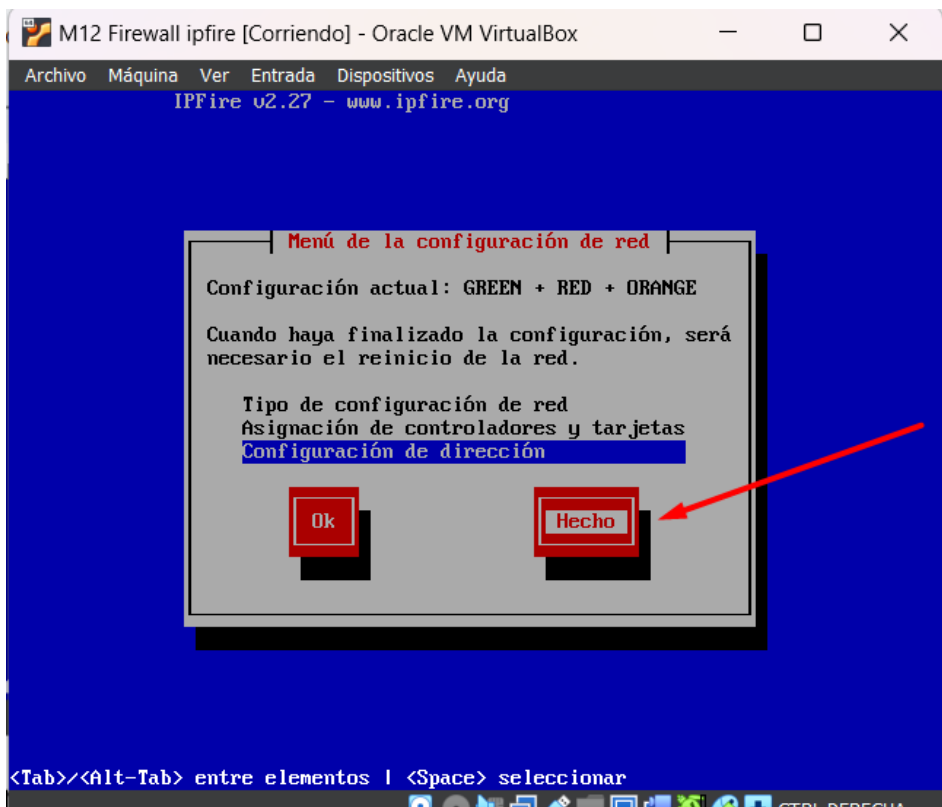 M12 Firewall ipfire [Corriendo] - Oracle VM VirtualBox
Archivo Máquina Ver Entrada Dispositivos Ayuda
IPFire v2.27 - www.ipfire.org
Menú de la configuración de red
Configuración actual: GREEN + RED + ORANGE
Cuando haya finalizado la configuración, será
necesario el reinicio de la red.
Tipo de configuración de red
Asignación de controladores y tarjetas
Configuración de dirección
Ok
Hecho
<Tab>/<Alt-Tab> entre elementos | <Space> seleccionar
CTRL DERECHA